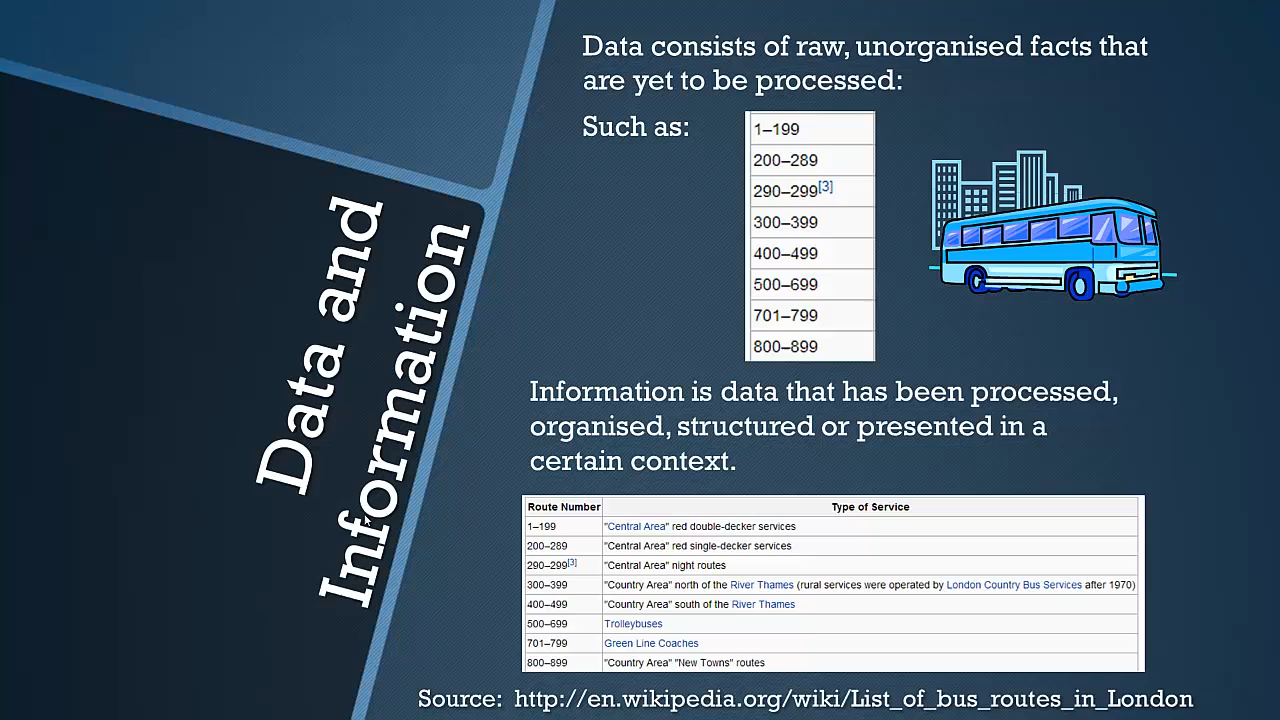 Data and
Information
Data consists of raw, unorganised facts that
are yet to be processed:
Such as:
1–199
200–289
290–299[3]
300–399
400–499
500–699
701–799
800–899
Information is data that has been processed,
organised, structured or presented in a
certain context.
Route Number Type of Service
1–199 "Central Area" red double-decker services
200–289 "Central Area" red single-decker services
290–299[3] "Central Area" night routes
300–399 "Country Area" north of the River Thames (rural services were operated by London Country Bus Services after 1970)
400–499 "Country Area" south of the River Thames
500–699 Trolleybuses
701–799 Green Line Coaches
800–899 "Country Area" "New Towns" routes
Source: http://en.wikipedia.org/wiki/List_of_bus_routes_in_London